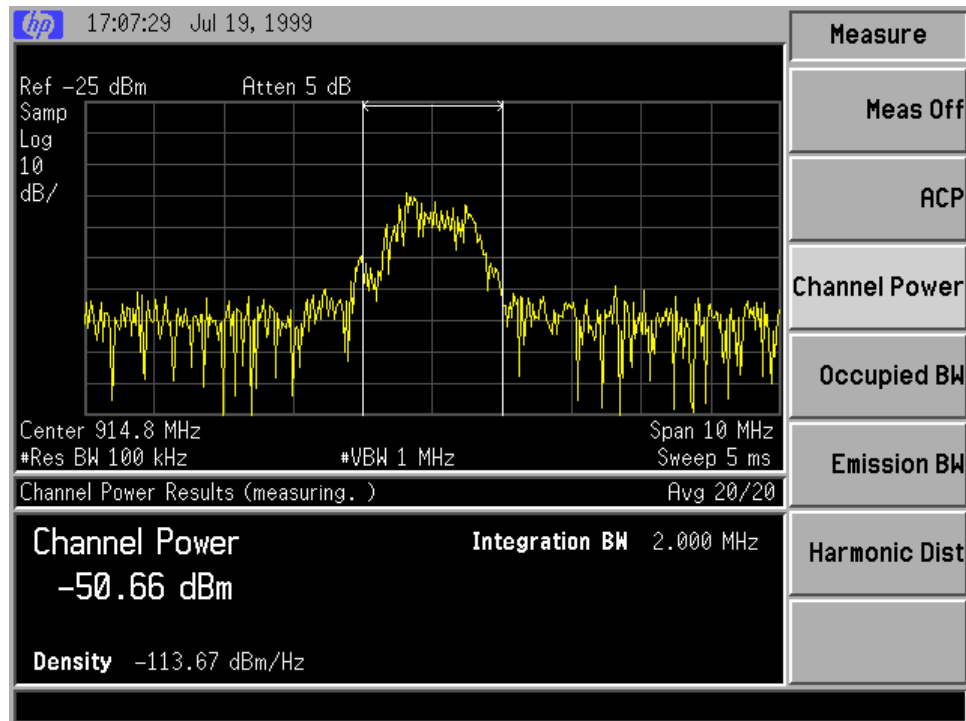 hp 17:07:29 Jul 19, 1999
Measure
Ref −25 dBm Atten 5 dB
Samp
Log
10
dB/
Meas Off
ACP
Channel Power
Occupied BW
Emission BW
Harmonic Dist
Center 914.8 MHz Span 10 MHz
#Res BW 100 kHz #VBW 1 MHz Sweep 5 ms
Channel Power Results (measuring. ) Avg 20/20
Channel Power Integration BW 2.000 MHz
−50.66 dBm
Density −113.67 dBm/Hz